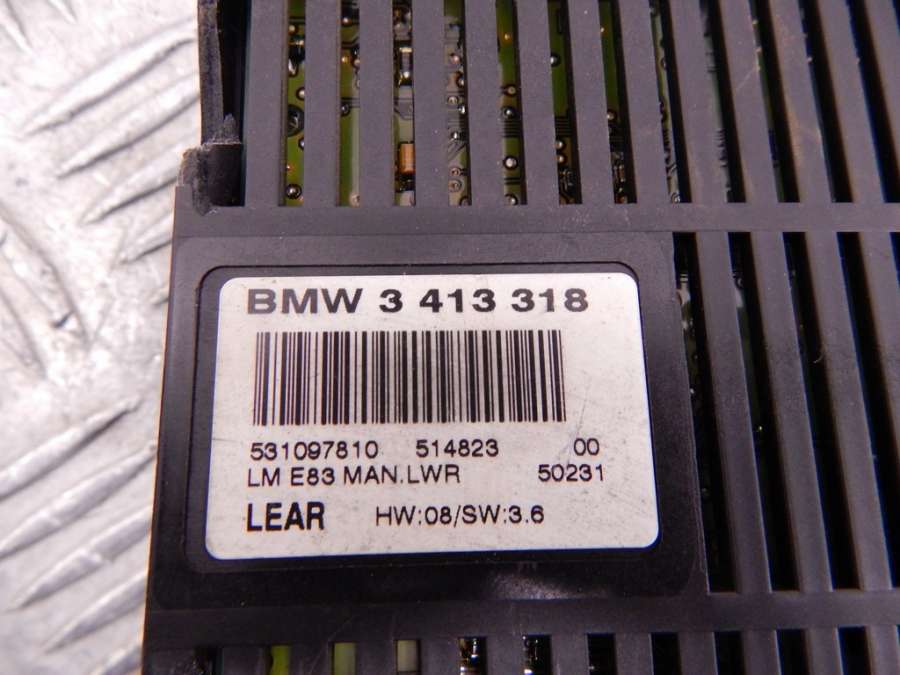 BMW 3 413 318
531097810 514823 00
LM E83 MAN.LWR 50231
LEAR HW:08/SW:3.6